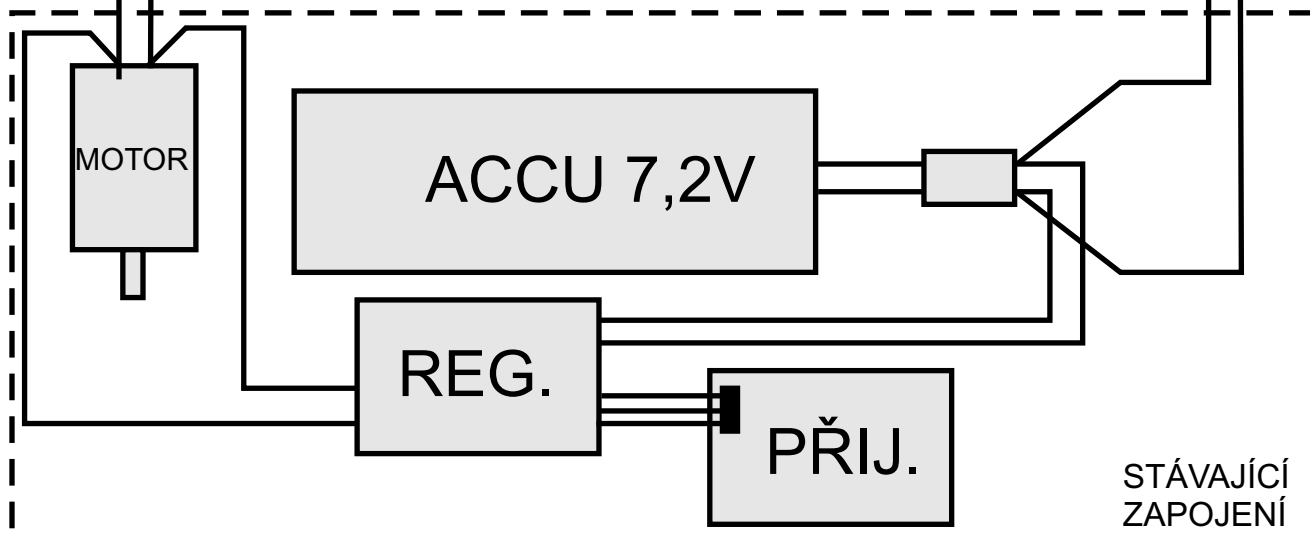 MOTOR
ACCU 7,2V
REG.
PŘIJ.
STÁVAJÍCÍ
ZAPOJENÍ